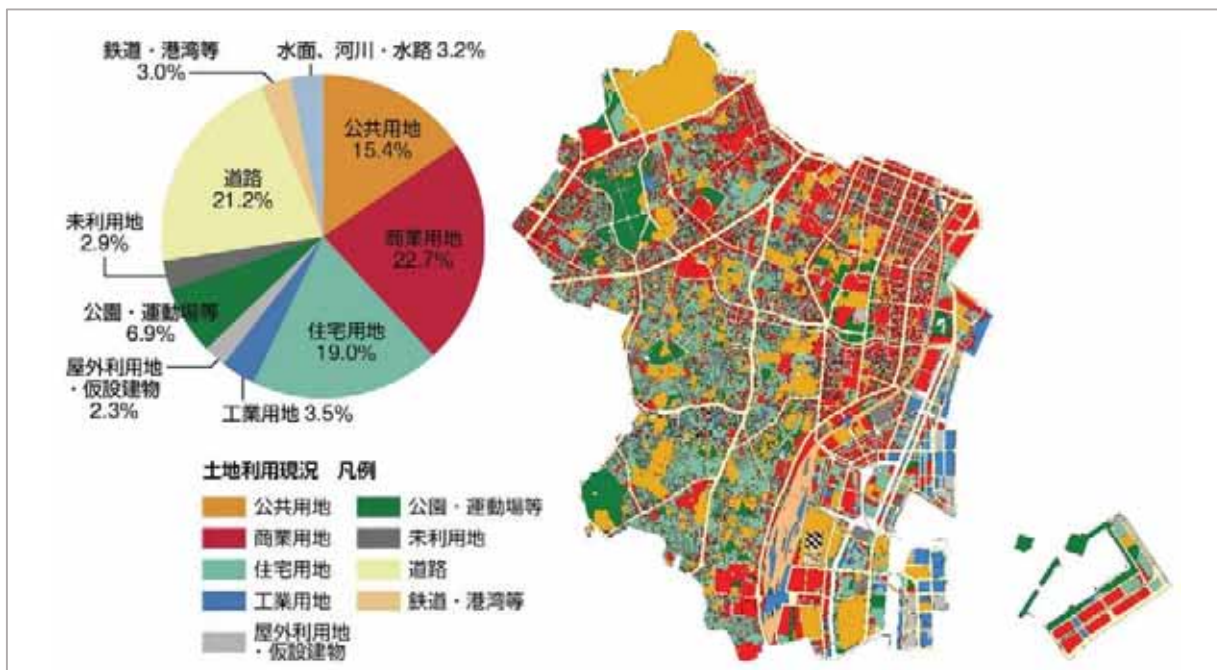 鉄道・港湾等
3.0%
水面、河川・水路 3.2%
公共用地
15.4%
商業用地
22.7%
住宅用地
19.0%
工業用地 3.5%
屋外利用地
・仮設建物
2.3%
公園・運動場等
6.9%
未利用地
2.9%
道路
21.2%
土地利用現況　凡例
公共用地
商業用地
住宅用地
工業用地
屋外利用地
・仮設建物
公園・運動場等
未利用地
道路
鉄道・港湾等